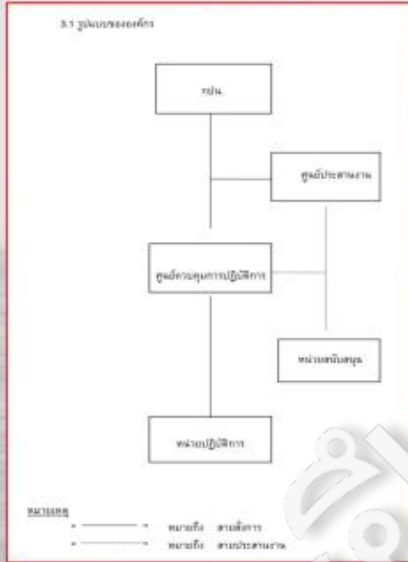 3.1 รูปแบบขององค์กร
กปน.
ศูนย์ประสานงาน
ศูนย์ควบคุมการปฏิบัติการ
หน่วยสนับสนุน
หน่วยปฏิบัติการ
หมายเหตุ
" ———— " หมายถึง สายสั่งการ
" ———— " หมายถึง สายประสานงาน